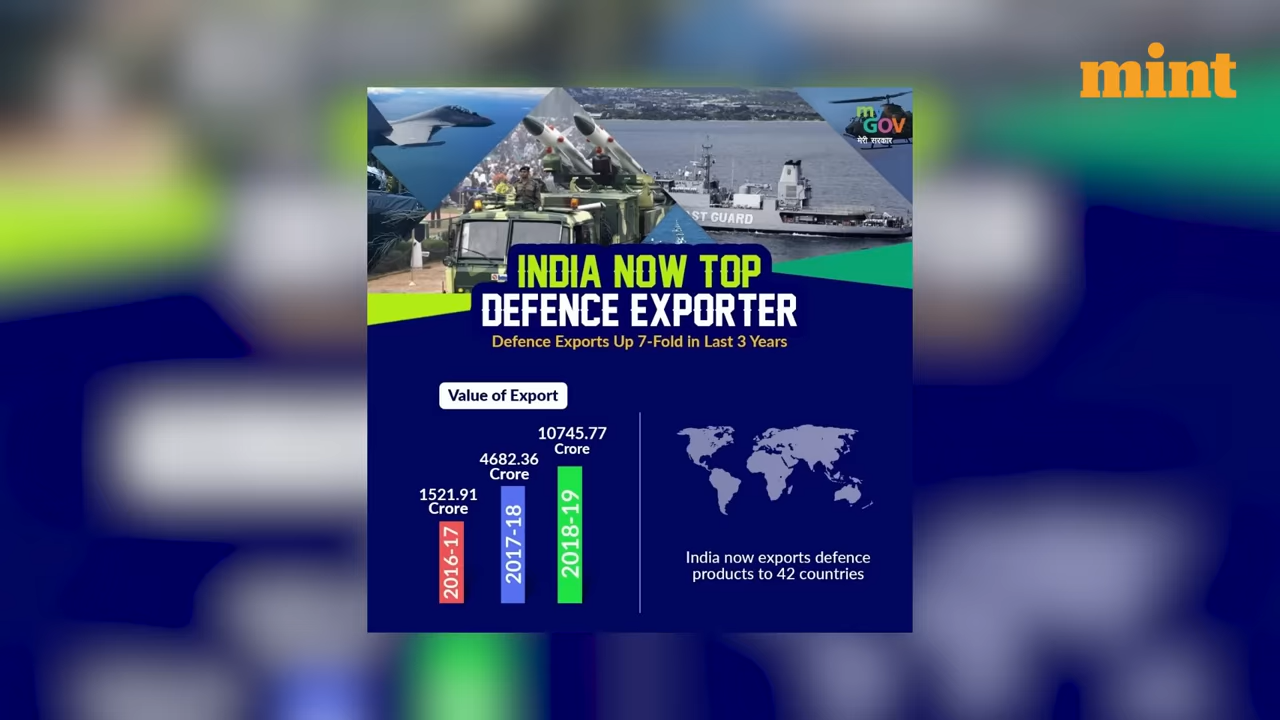 mint
my
GOV
मेरी सरकार
ST GUARD
INDIA NOW TOP
DEFENCE EXPORTER
Defence Exports Up 7-Fold in Last 3 Years
Value of Export
10745.77
Crore
4682.36
Crore
1521.91
Crore
2016-17
2017-18
2018-19
India now exports defence
products to 42 countries